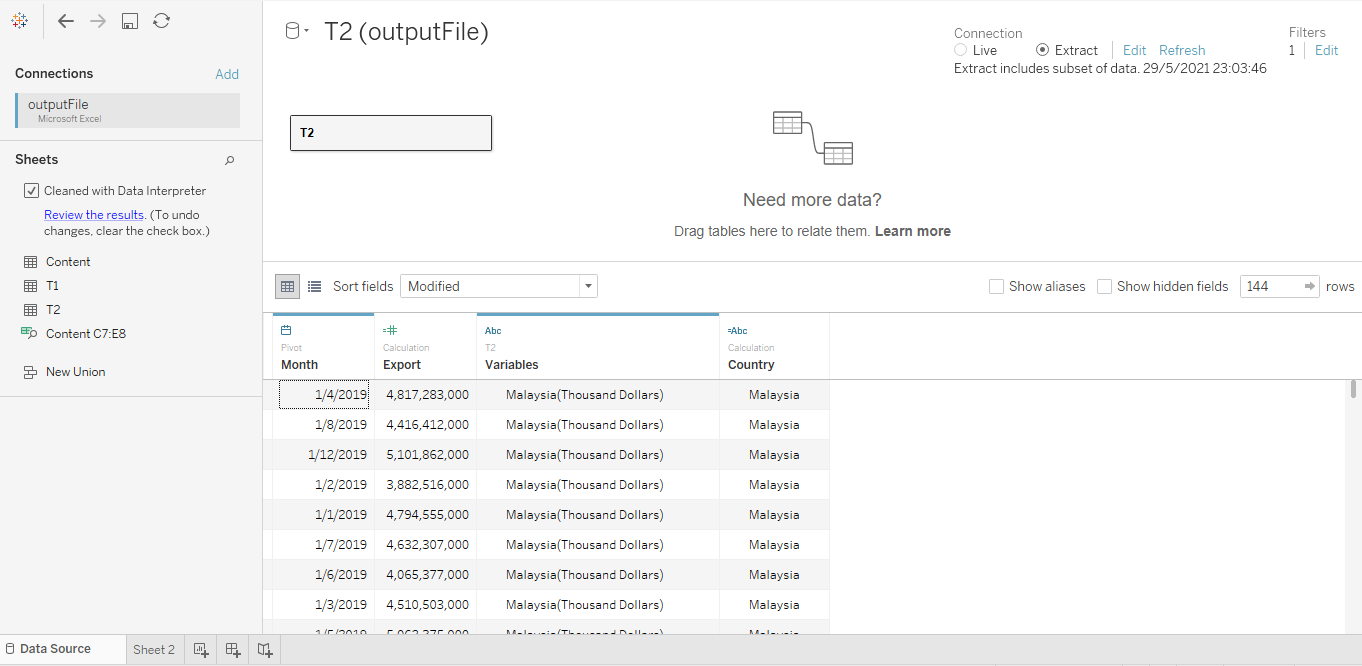 T2 (outputFile)
Connection
Live
Extract
Edit
Refresh
Extract includes subset of data. 29/5/2021 23:03:46
Filters
1
Edit
Connections
Add
outputFile
Microsoft Excel
Sheets
Cleaned with Data Interpreter
Review the results. (To undo
changes, clear the check box.)
Content
T1
T2
Content C7:E8
New Union
T2
Need more data?
Drag tables here to relate them. Learn more
Sort fields
Modified
Show aliases
Show hidden fields
144
rows
Abc =Abc
Pivot Calculation T2 Calculation
Month Export Variables Country
1/4/2019 4,817,283,000 Malaysia(Thousand Dollars) Malaysia
1/8/2019 4,416,412,000 Malaysia(Thousand Dollars) Malaysia
1/12/2019 5,101,862,000 Malaysia(Thousand Dollars) Malaysia
1/2/2019 3,882,516,000 Malaysia(Thousand Dollars) Malaysia
1/1/2019 4,794,555,000 Malaysia(Thousand Dollars) Malaysia
1/7/2019 4,632,307,000 Malaysia(Thousand Dollars) Malaysia
1/6/2019 4,065,377,000 Malaysia(Thousand Dollars) Malaysia
1/3/2019 4,510,503,000 Malaysia(Thousand Dollars) Malaysia
Data Source
Sheet 2